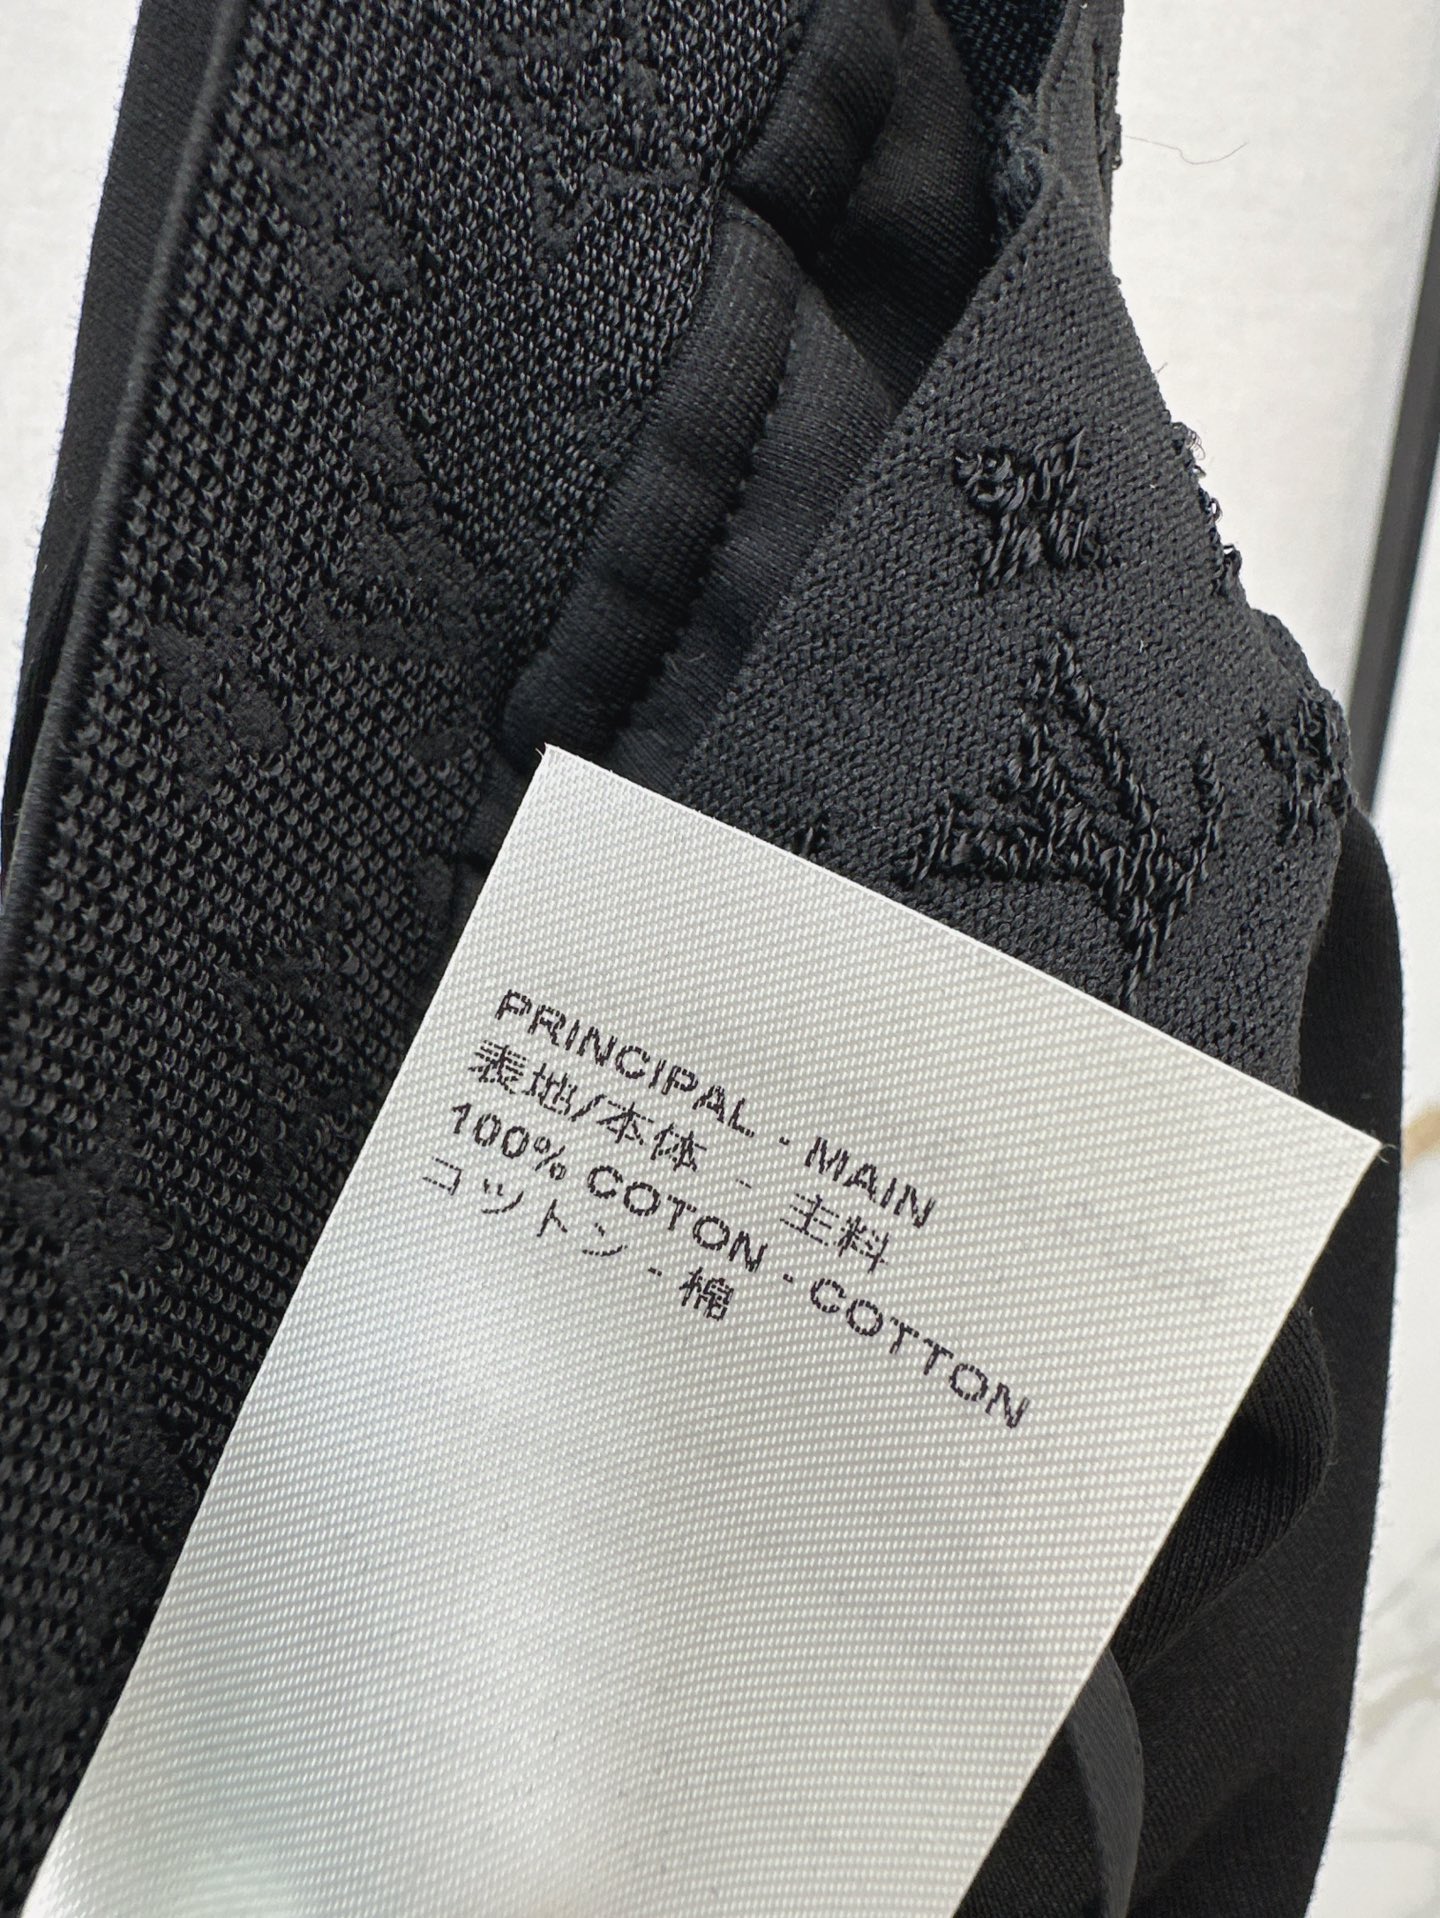 PRINCIPAL - MAIN
表地/本体 - 主料
100% COTON - COTTON
コットン - 棉